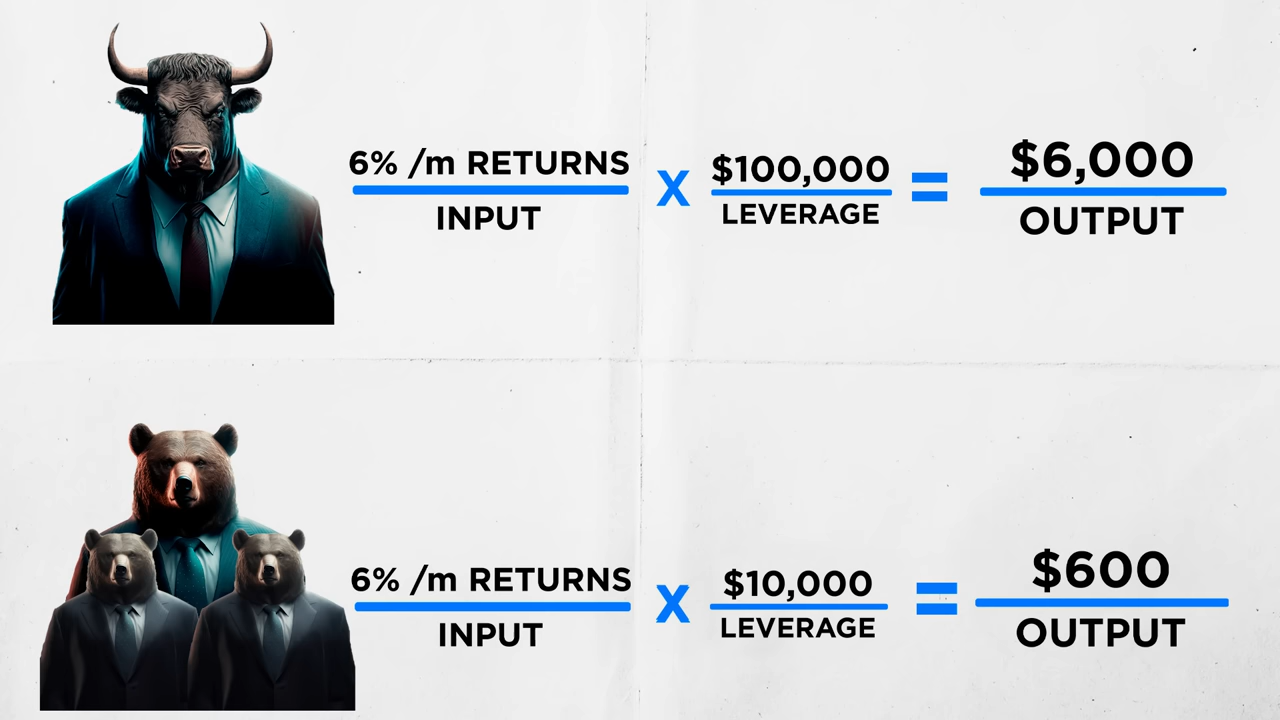 6% /m RETURNS
INPUT
X
$100,000
LEVERAGE
=
$6,000
OUTPUT
6% /m RETURNS
INPUT
X
$10,000
LEVERAGE
=
$600
OUTPUT